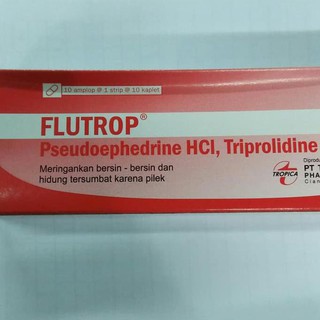 10 amplop @ 1 strip @ 10 kaplet
FLUTROP®
Pseudoephedrine HCl, Triprolidine
Meringankan bersin - bersin dan
hidung tersumbat karena pilek
TROPICA
PT